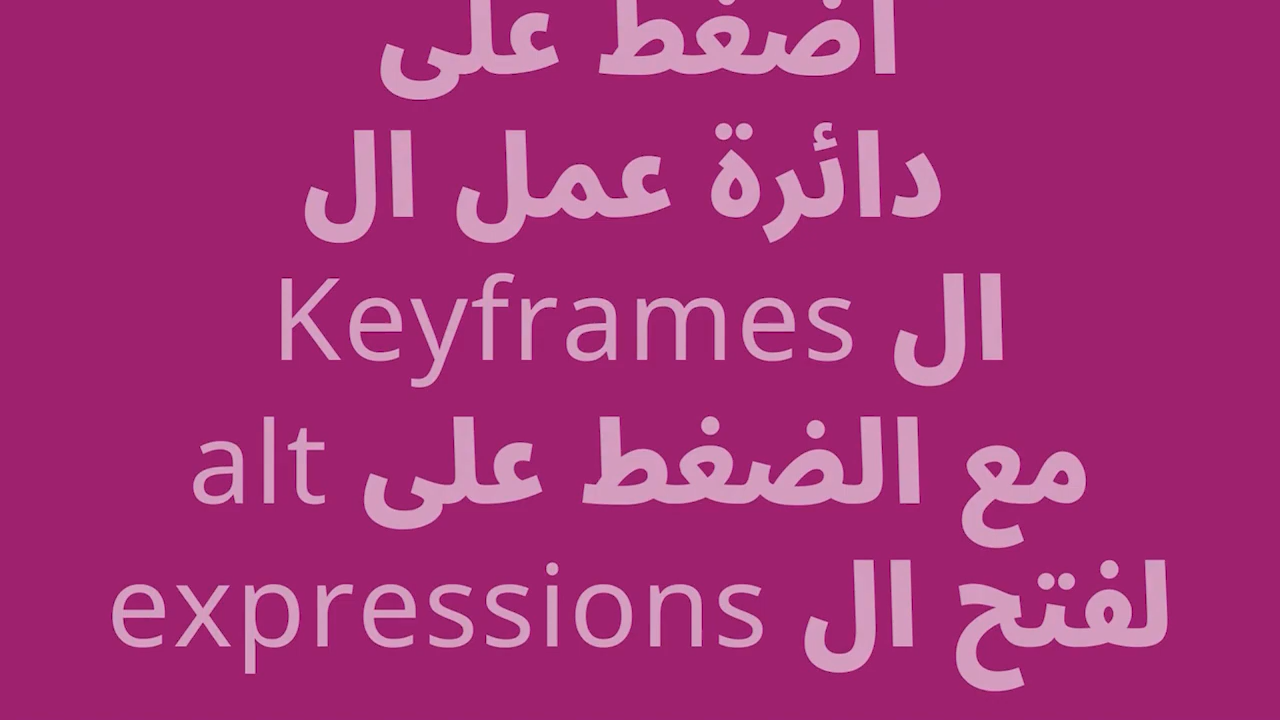 اضغط على
دائرة عمل ال
ال Keyframes
مع الضغط على alt
لفتح ال expressions